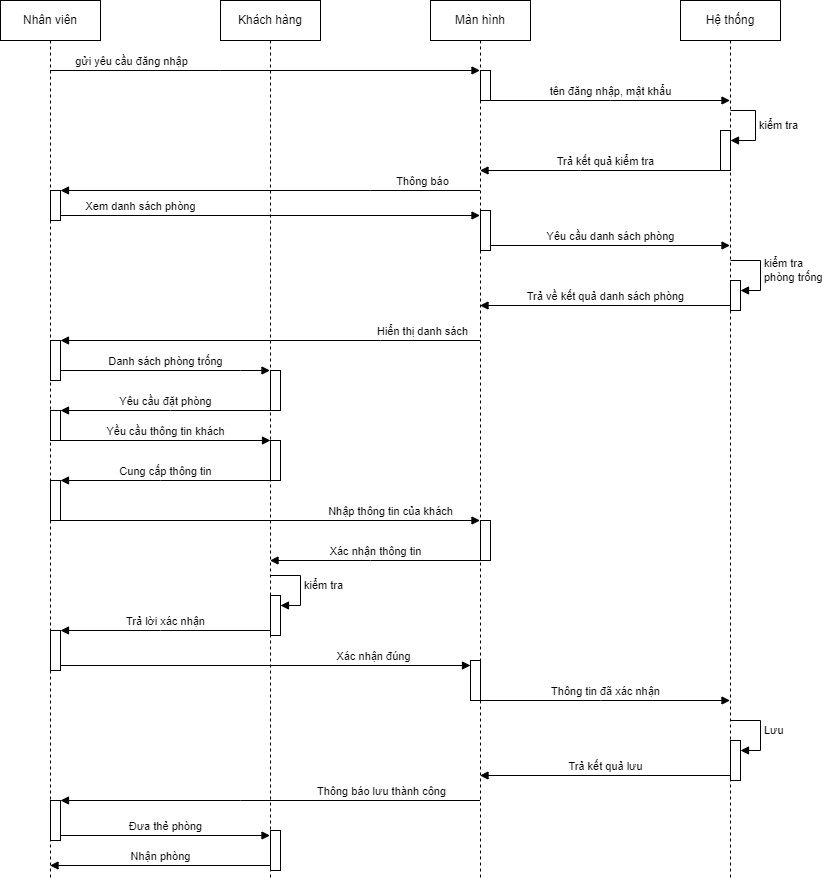 Nhân viên
Khách hàng
Màn hình
Hệ thống
gửi yêu cầu đăng nhập
tên đăng nhập, mật khẩu
kiểm tra
Trả kết quả kiểm tra
Thông báo
Xem danh sách phòng
Yêu cầu danh sách phòng
kiểm tra
phòng trống
Trả về kết quả danh sách phòng
Hiển thị danh sách
Danh sách phòng trống
Yêu cầu đặt phòng
Yều cầu thông tin khách
Cung cấp thông tin
Nhập thông tin của khách
Xác nhận thông tin
kiểm tra
Trả lời xác nhận
Xác nhận đúng
Thông tin đã xác nhận
Lưu
Trả kết quả lưu
Thông báo lưu thành công
Đưa thẻ phòng
Nhận phòng